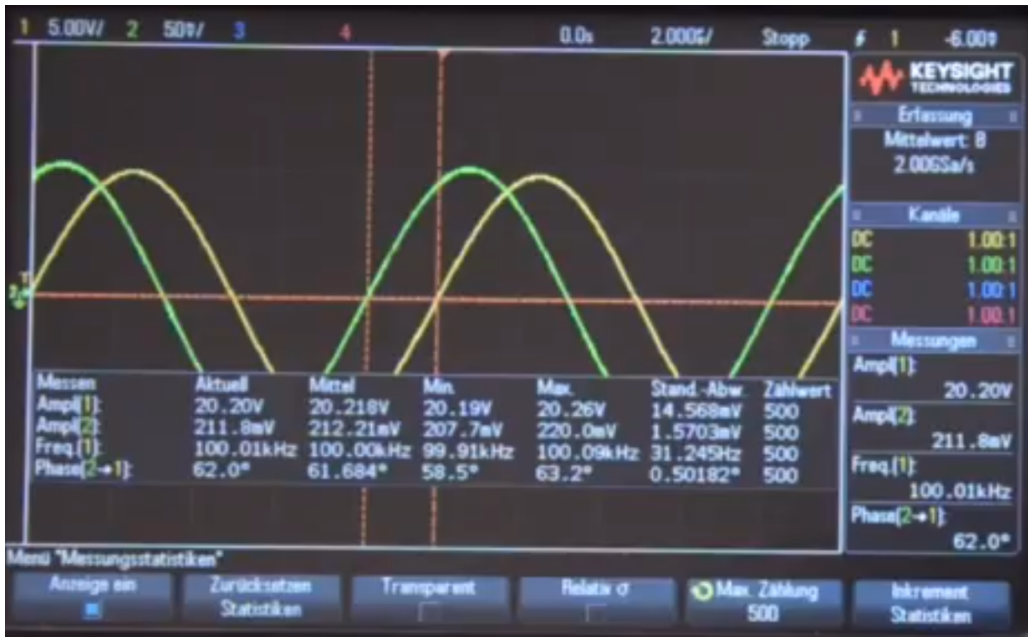 1 5.00V/ 2 50▯/ 3 4 0.0s 2.000▯/ Stopp 1 -6.00▯
KEYSIGHT
TECHNOLOGIES
Erfassung
Mittelwert: 8
2.00GSa/s
Kanäle
DC 1.00:1
DC 1.00:1
DC 1.00:1
DC 1.00:1
Messungen
Ampl(1):
20.20V
Ampl(2):
211.8mV
Freq.(1):
100.01kHz
Phase(2→1):
62.0°
Messen Aktuell Mittel Min. Max. Stand.-Abw. Zählwert
Ampl(1): 20.20V 20.218V 20.19V 20.26V 14.568mV 500
Ampl(2): 211.8mV 212.21mV 207.7mV 220.0mV 1.5703mV 500
Freq.(1): 100.01kHz 100.00kHz 99.91kHz 100.09kHz 31.245Hz 500
Phase(2→1): 62.0° 61.684° 58.5° 63.2° 0.50182° 500
Menü "Messungsstatistiken"
Anzeige ein
Zurücksetzen
Statistiken
Transparent
Relativ σ
Max. Zählung
500
Inkrement
Statistiken